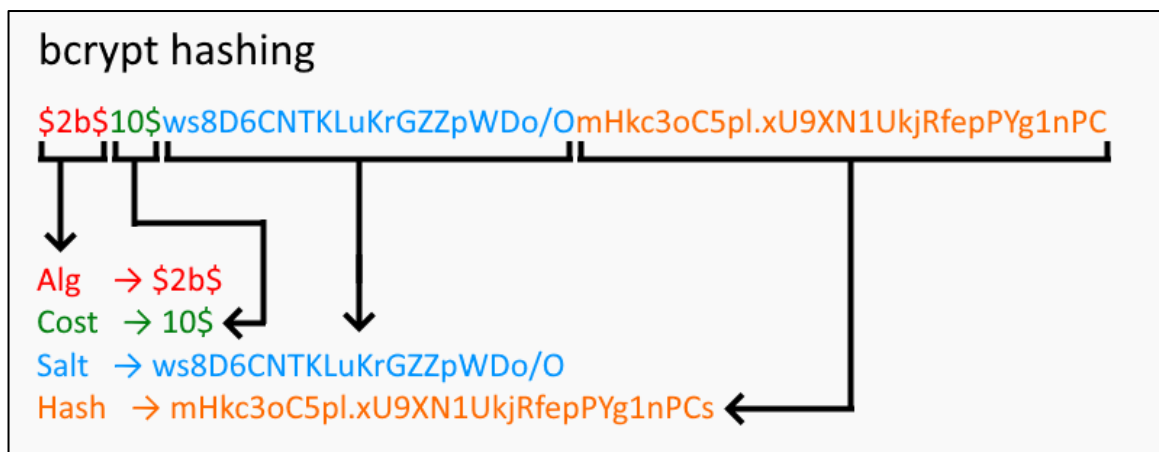 bcrypt hashing
$2b$10$ws8D6CNTKLuKrGZZpWDo/OmHkc3oC5pl.xU9XN1UkjRfepPYg1nPC
Alg → $2b$
Cost → 10$
Salt → ws8D6CNTKLuKrGZZpWDo/O
Hash → mHkc3oC5pl.xU9XN1UkjRfepPYg1nPCs